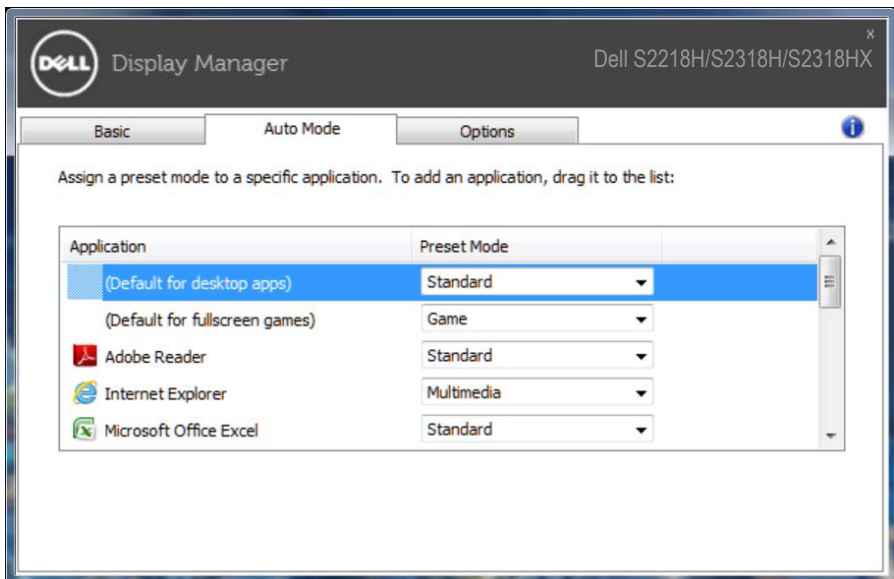 DELL
Display Manager
Dell S2218H/S2318H/S2318HX
x
Basic
Auto Mode
Options
i
Assign a preset mode to a specific application. To add an application, drag it to the list:
Application Preset Mode
(Default for desktop apps) Standard
(Default for fullscreen games) Game
Adobe Reader Standard
Internet Explorer Multimedia
Microsoft Office Excel Standard